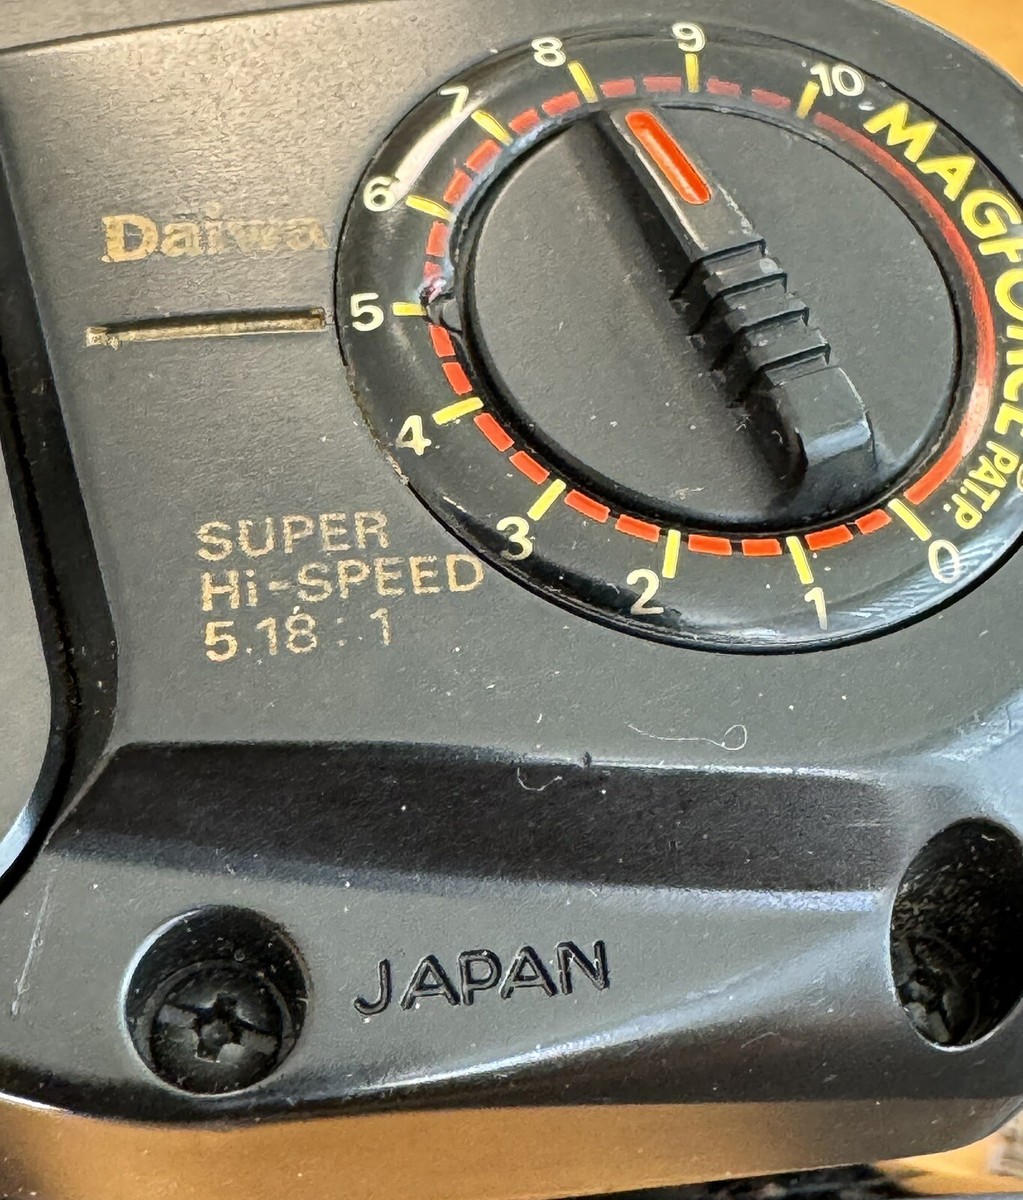 Daiwa
SUPER
Hi-SPEED
5.18 : 1
0
1
2
3
4
5
6
7
8
9
10
MAGFORCE PAT.P
JAPAN